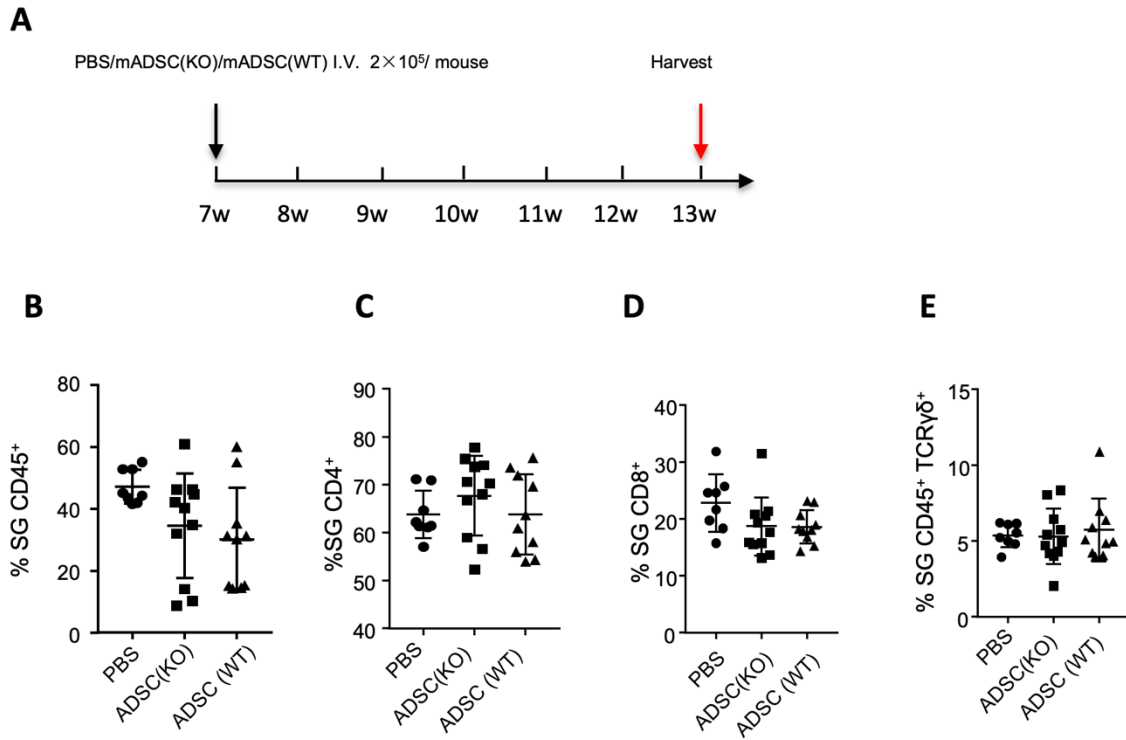 A
PBS/mADSC(KO)/mADSC(WT) I.V. 2×10⁵/ mouse
Harvest
7w 8w 9w 10w 11w 12w 13w
B
% SG CD45⁺
80
60
40
20
0
PBS
ADSC(KO)
ADSC (WT)
C
%SG CD4⁺
90
80
70
60
50
40
PBS
ADSC(KO)
ADSC (WT)
D
% SG CD8⁺
40
30
20
10
0
PBS
ADSC(KO)
ADSC (WT)
E
% SG CD45⁺ TCRγδ⁺
15
10
5
0
PBS
ADSC(KO)
ADSC (WT)